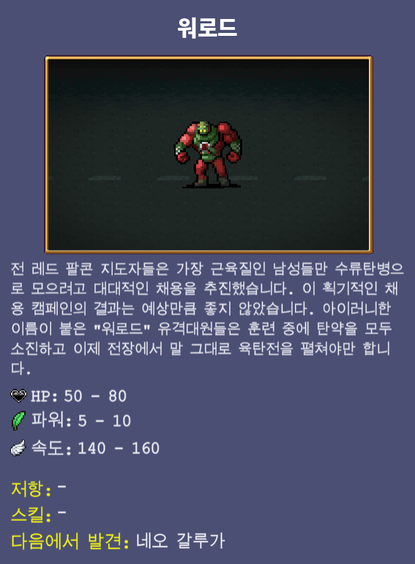 워로드
전 레드 팔콘 지도자들은 가장 근육질인 남성들만 수류탄병으
로 모으려고 대대적인 채용을 추진했습니다. 이 획기적인 채
용 캠페인의 결과는 예상만큼 좋지 않았습니다. 아이러니한
이름이 붙은 "워로드" 유격대원들은 훈련 중에 탄약을 모두
소진하고 이제 전장에서 말 그대로 육탄전을 펼쳐야만 합니
다.
HP: 50 – 80
파워: 5 – 10
속도: 140 – 160
저항: –
스킬: –
다음에서 발견: 네오 갈루가